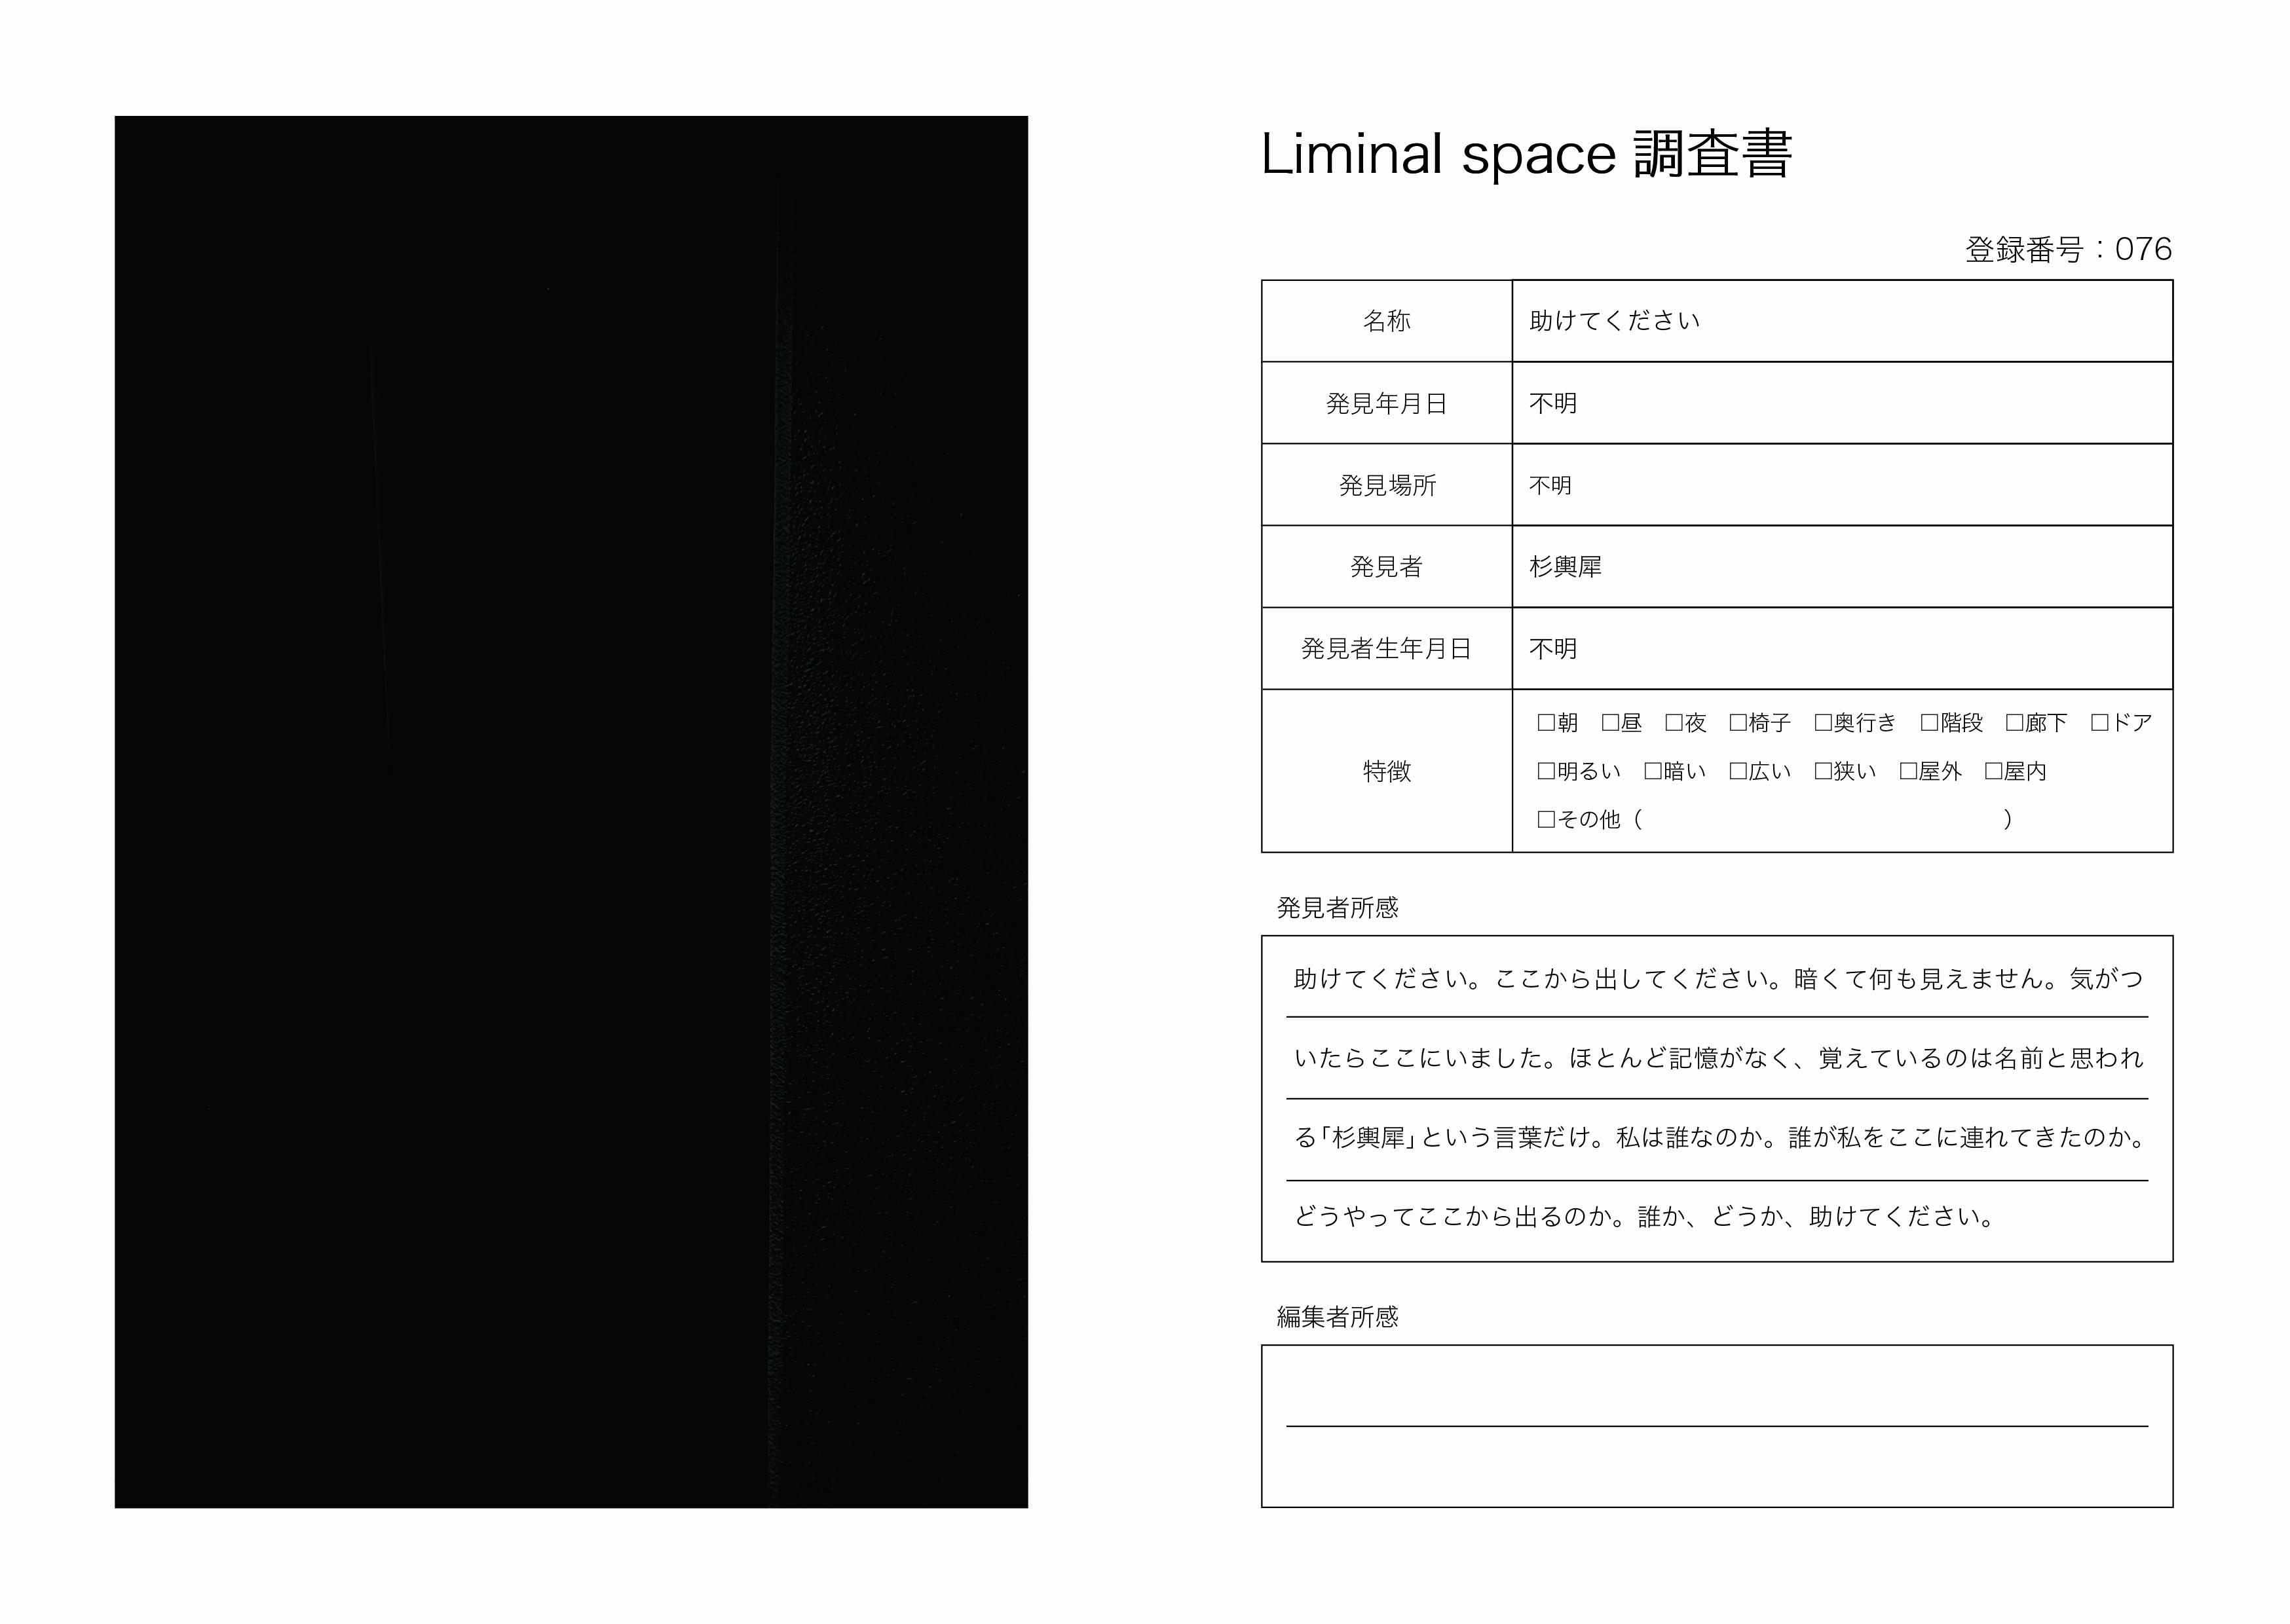 Liminal space 調査書
登録番号：076
名称 助けてください
発見年月日 不明
発見場所 不明
発見者 杉輿犀
発見者生年月日 不明
特徴
□朝 □昼 □夜 □椅子 □奥行き □階段 □廊下 □ドア
□明るい □暗い □広い □狭い □屋外 □屋内
□その他（ ）
発見者所感
助けてください。ここから出してください。暗くて何も見えません。気がつ
いたらここにいました。ほとんど記憶がなく、覚えているのは名前と思われ
る「杉輿犀」という言葉だけ。私は誰なのか。誰が私をここに連れてきたのか。
どうやってここから出るのか。誰か、どうか、助けてください。
編集者所感